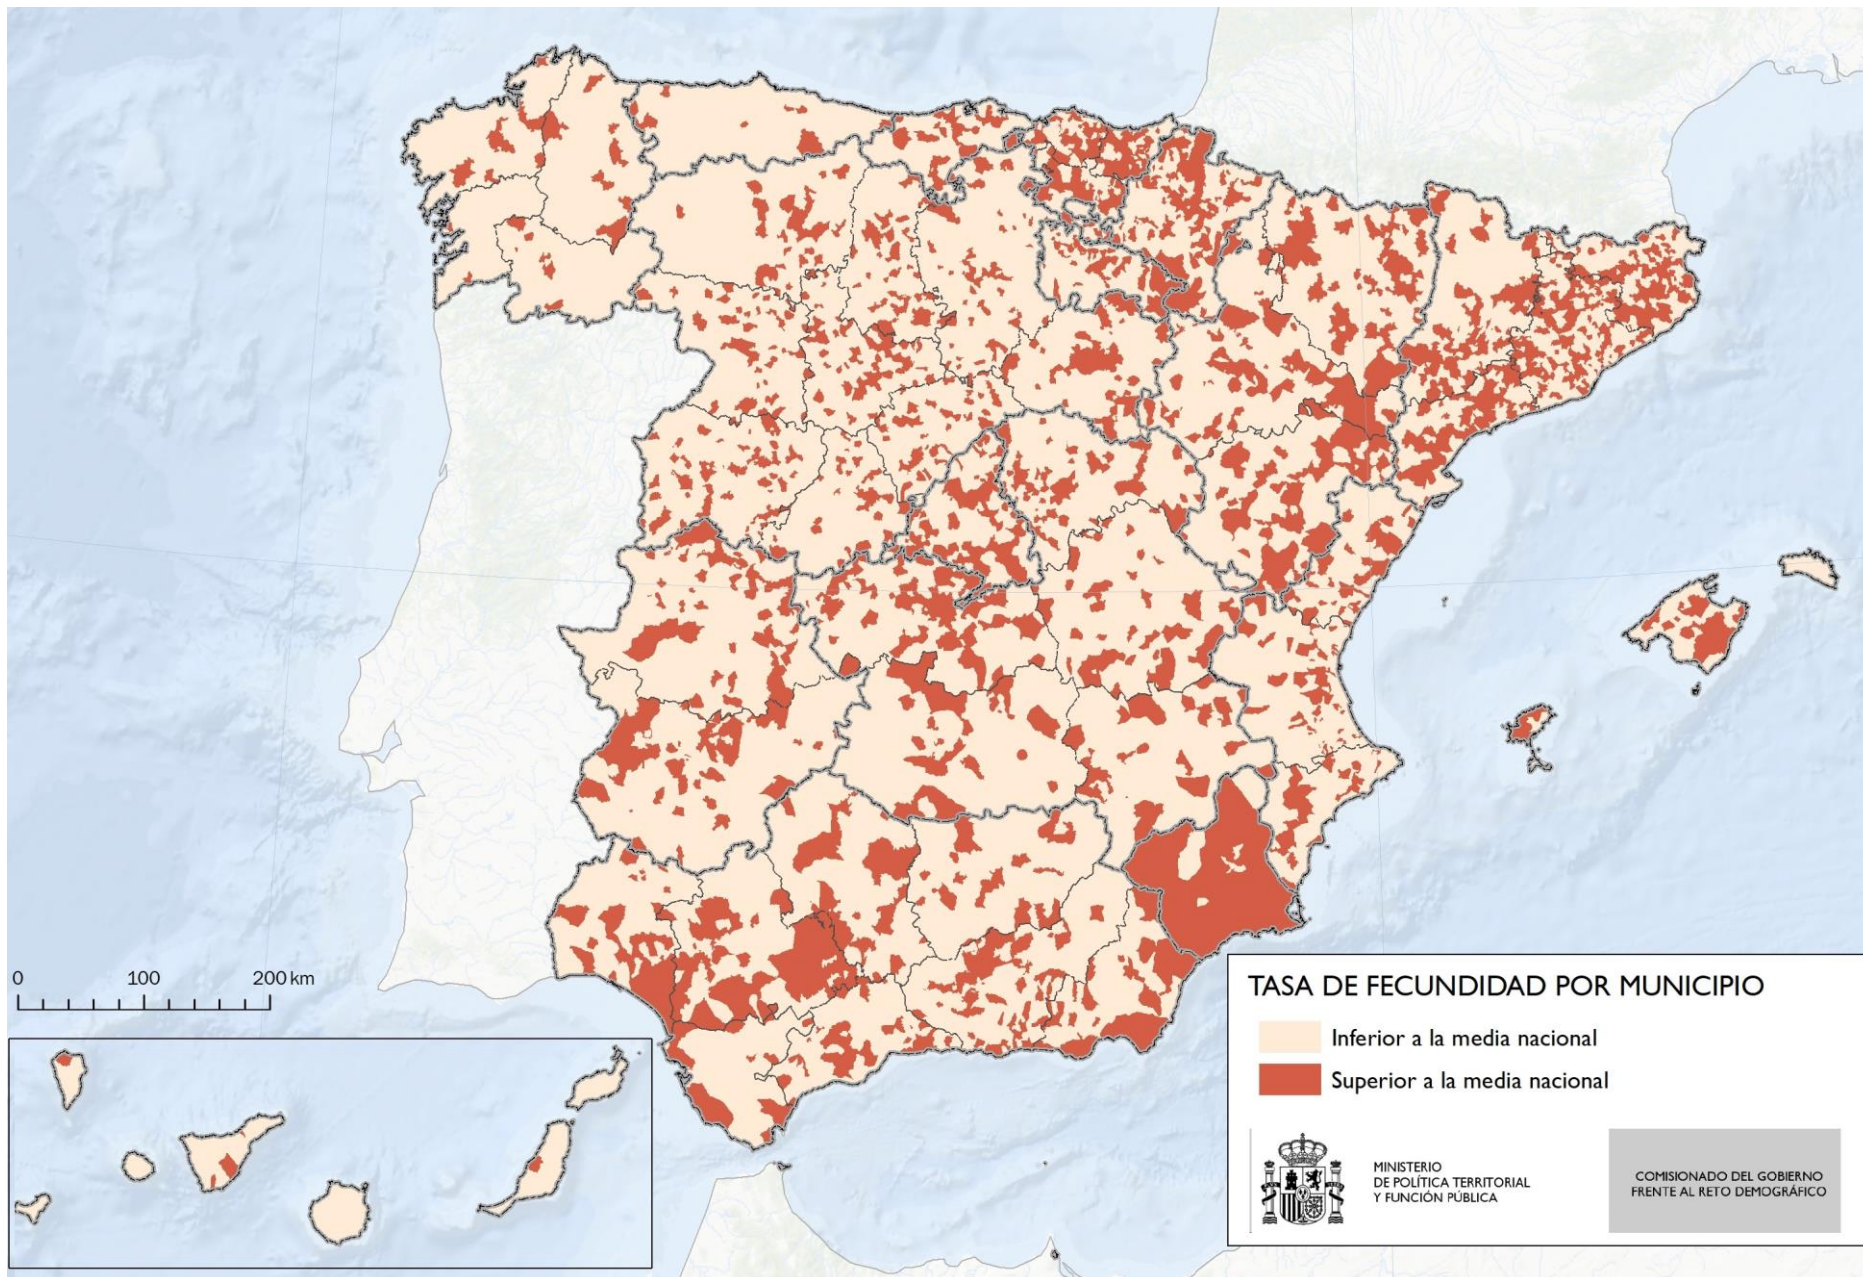 0 100 200 km
TASA DE FECUNDIDAD POR MUNICIPIO
Inferior a la media nacional
Superior a la media nacional
MINISTERIO
DE POLÍTICA TERRITORIAL
Y FUNCIÓN PÚBLICA
COMISIONADO DEL GOBIERNO
FRENTE AL RETO DEMOGRÁFICO